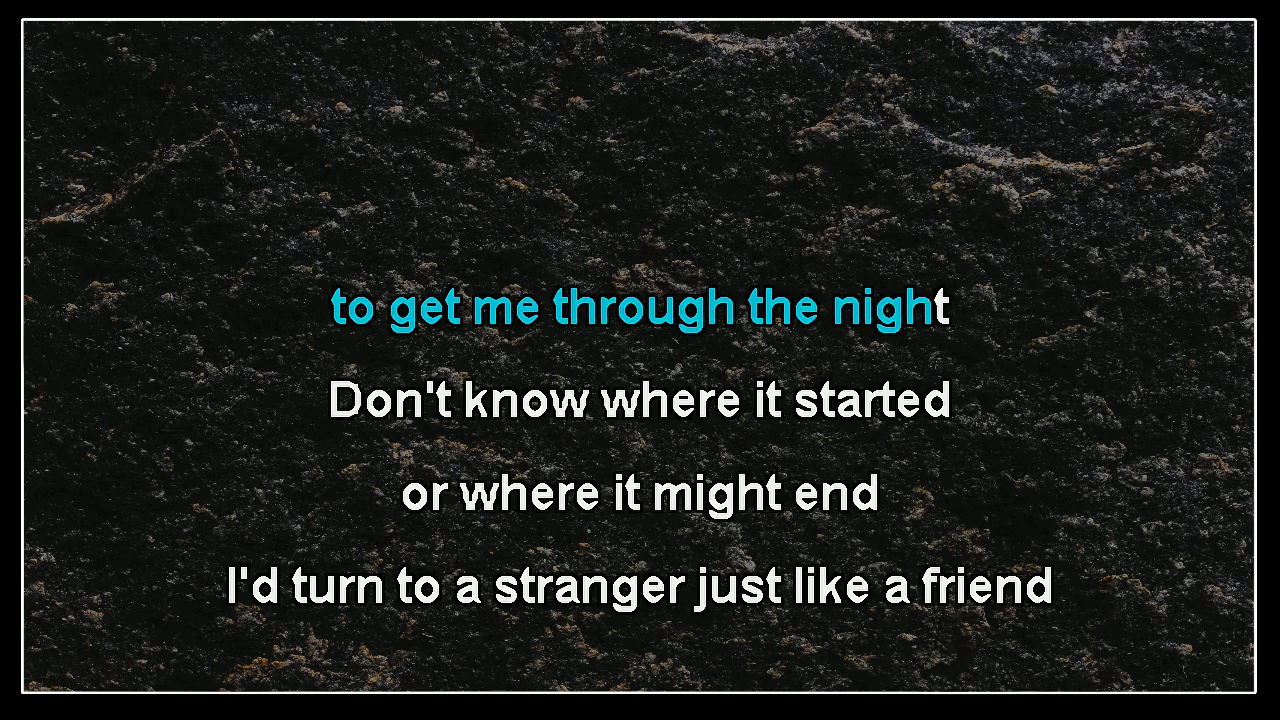 to get me through the night
Don't know where it started
or where it might end
I'd turn to a stranger just like a friend